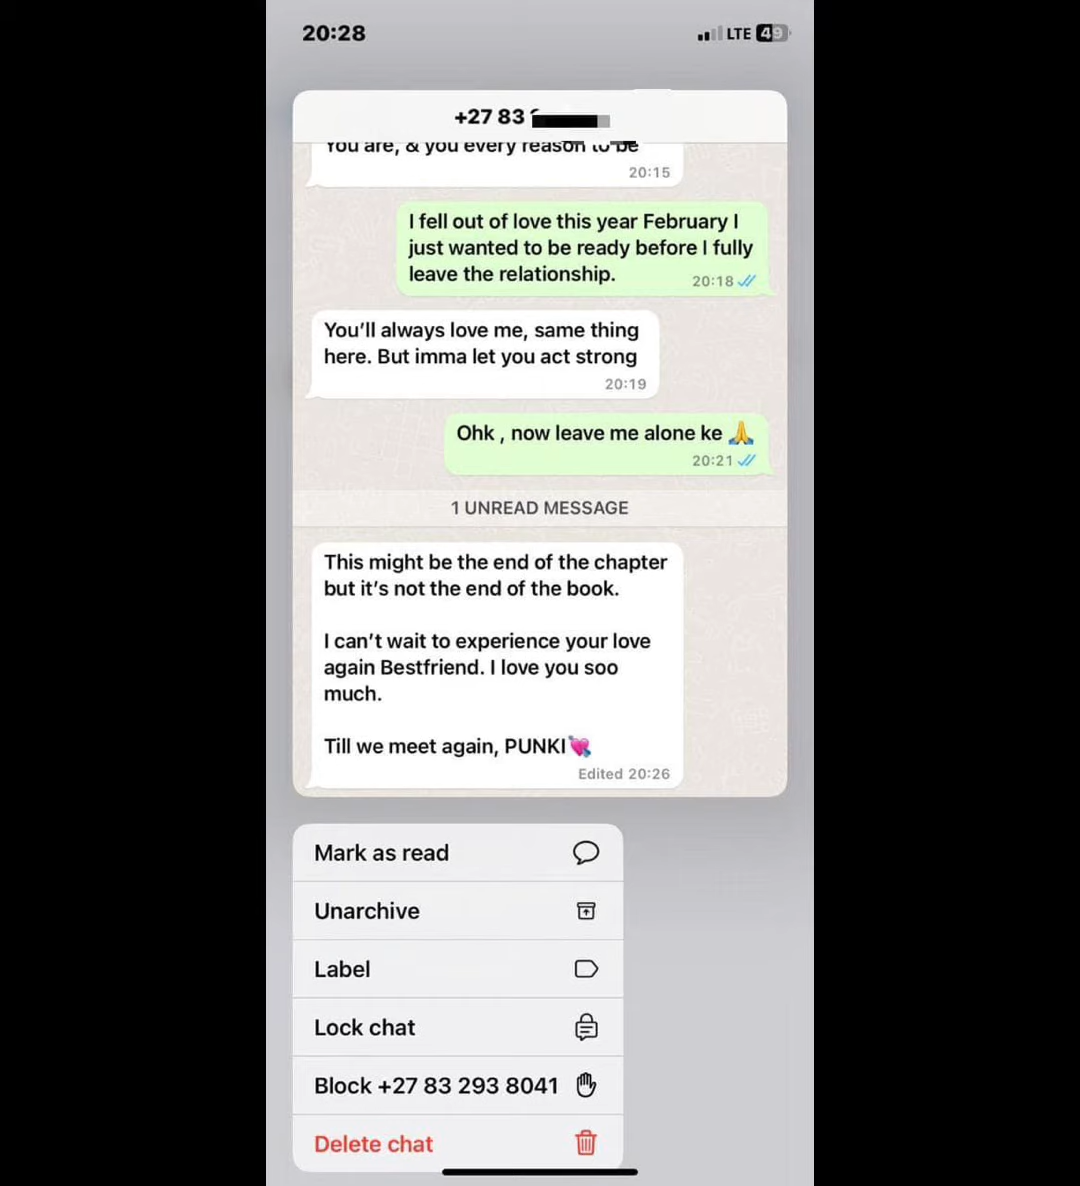 20:28
LTE 49
+27 83
You are, & you every reason to be
20:15
I fell out of love this year February I
just wanted to be ready before I fully
leave the relationship.
20:18
You'll always love me, same thing
here. But imma let you act strong
20:19
Ohk , now leave me alone ke 🙏
20:21
1 UNREAD MESSAGE
This might be the end of the chapter
but it's not the end of the book.
I can't wait to experience your love
again Bestfriend. I love you soo
much.
Till we meet again, PUNKI💘
Edited 20:26
Mark as read
Unarchive
Label
Lock chat
Block +27 83 293 8041
Delete chat